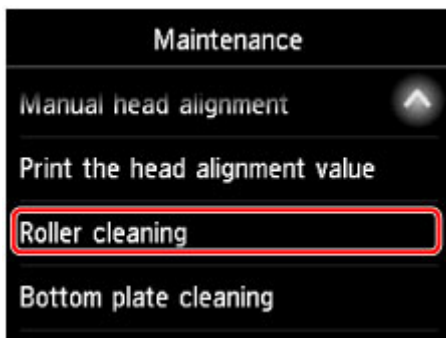 Maintenance
Manual head alignment
Print the head alignment value
Roller cleaning
Bottom plate cleaning